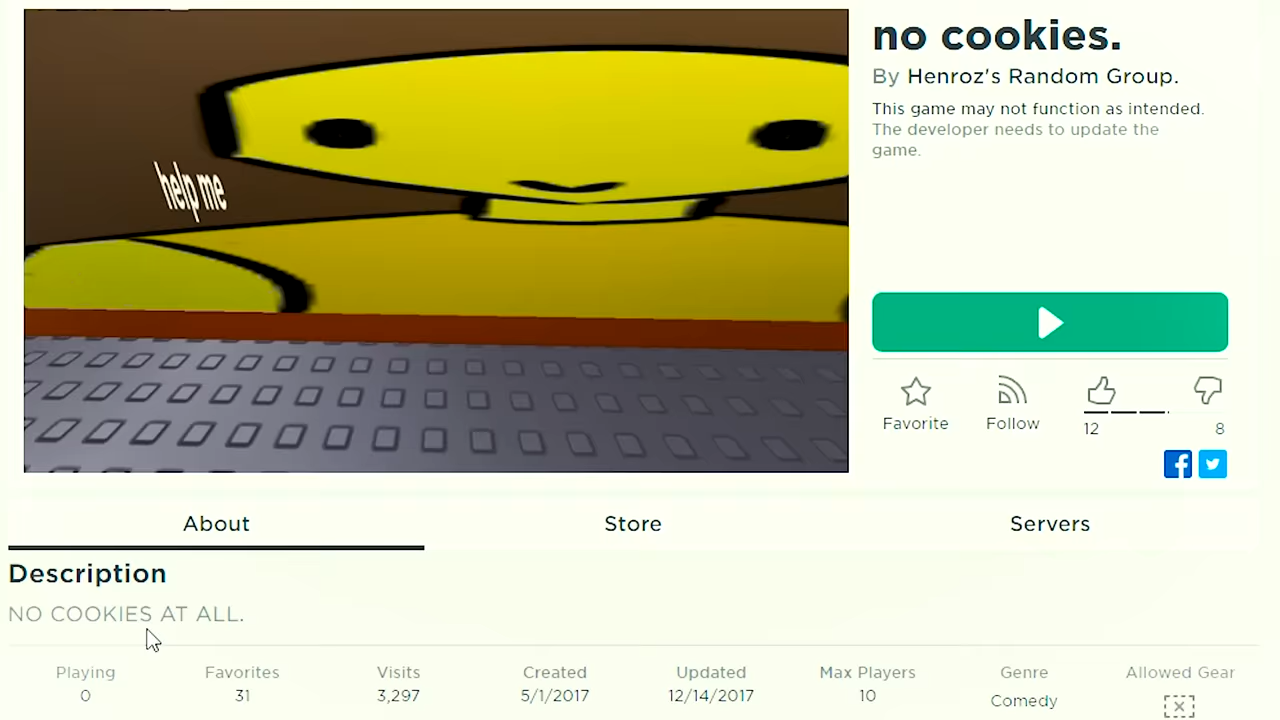 no cookies.
By Henroz's Random Group.
This game may not function as intended.
The developer needs to update the
game.
help me
Favorite
Follow
12
8
About
Store
Servers
Description
NO COOKIES AT ALL.
Playing
Favorites
Visits
Created
Updated
Max Players
Genre
Allowed Gear
0
31
3,297
5/1/2017
12/14/2017
10
Comedy